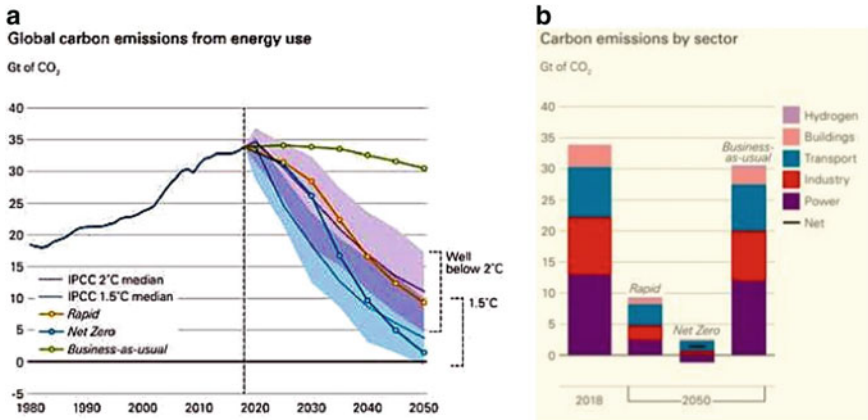 a
Global carbon emissions from energy use
Gt of CO₂
40
35
30
25
20
15
10
5
0
-5
1980 1990 2000 2010 2020 2030 2040 2050
IPCC 2°C median
IPCC 1.5°C median
Rapid
Net Zero
Business-as-usual
Well
below 2°C
1.5°C
b
Carbon emissions by sector
Gt of CO₂
40
35
30
25
20
15
10
5
0
-5
Rapid
Net Zero
Business-
as-usual
Hydrogen
Buildings
Transport
Industry
Power
Net
2018
2050